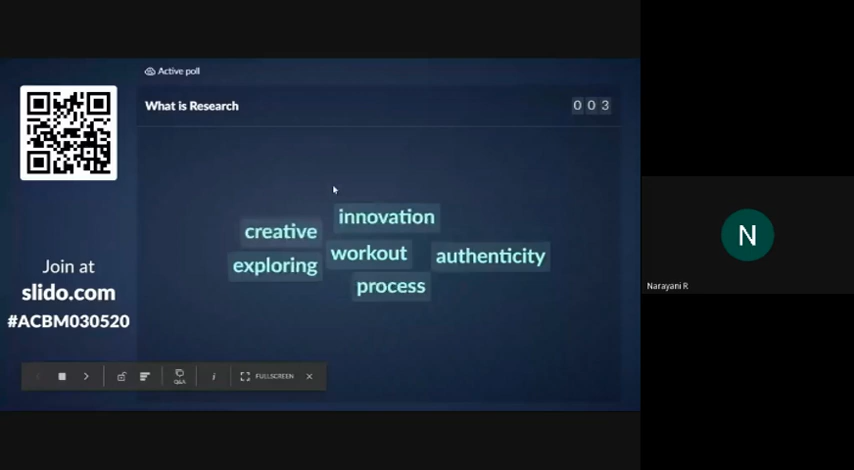 Active poll
What is Research
0 0 3
innovation
creative
workout
authenticity
exploring
process
Join at
slido.com
#ACBM030520
Q&A
i
FULLSCREEN
N
Narayani R